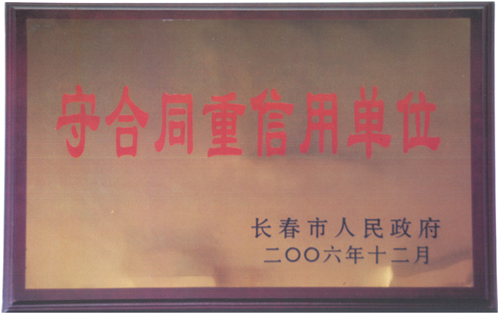 守合同重信用单位
长春市人民政府
二〇〇六年十二月